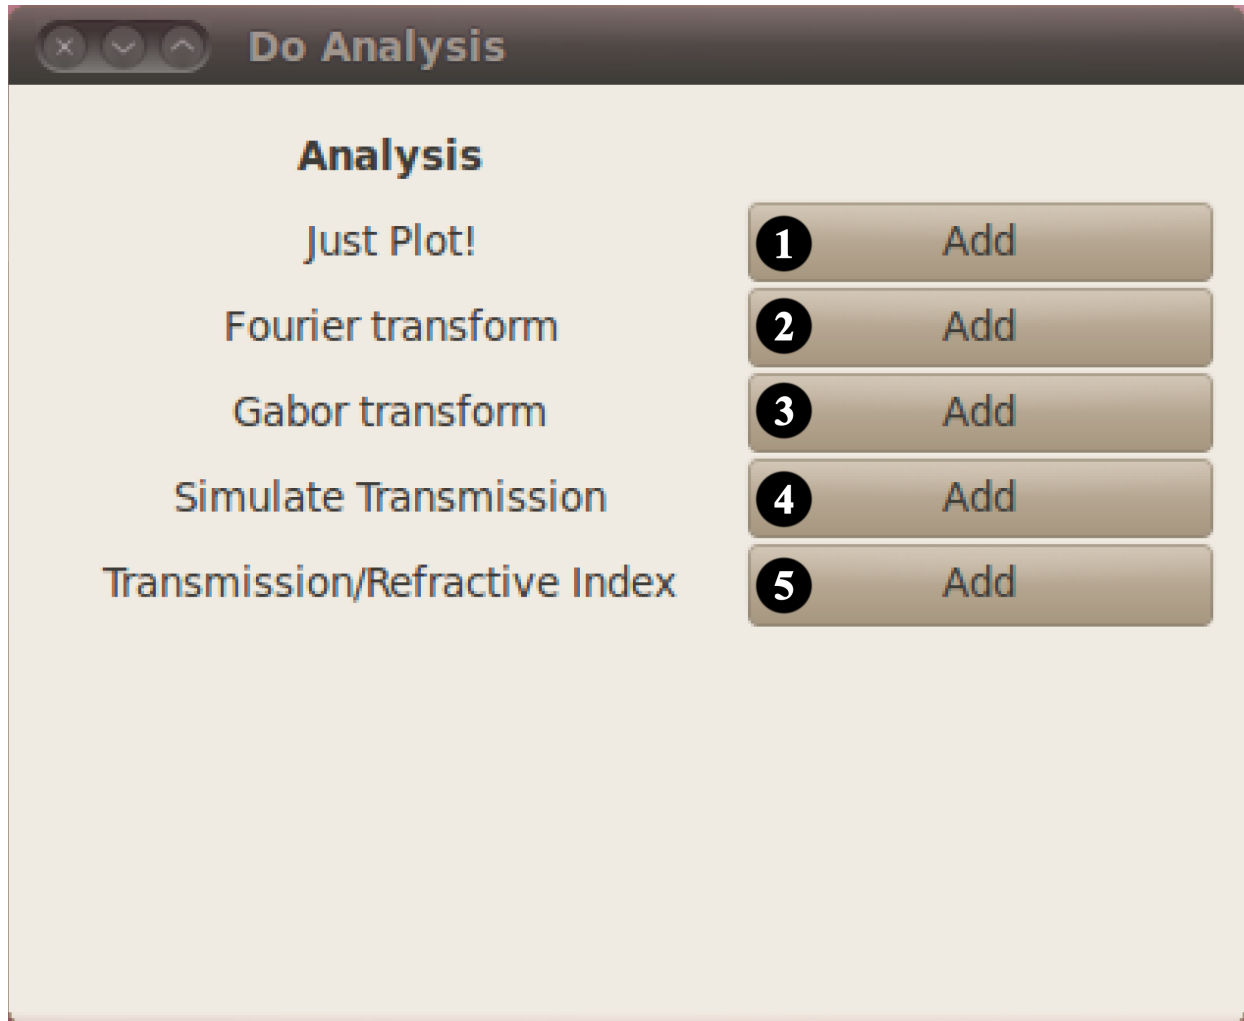 Do Analysis
Analysis
Just Plot! 1 Add
Fourier transform 2 Add
Gabor transform 3 Add
Simulate Transmission 4 Add
Transmission/Refractive Index 5 Add